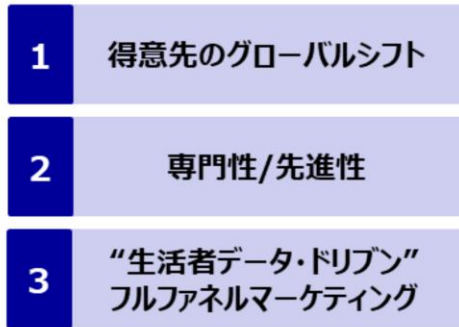 1
得意先のグローバルシフト
2
専門性/先進性
3
“生活者データ・ドリブン”
フルファネルマーケティング